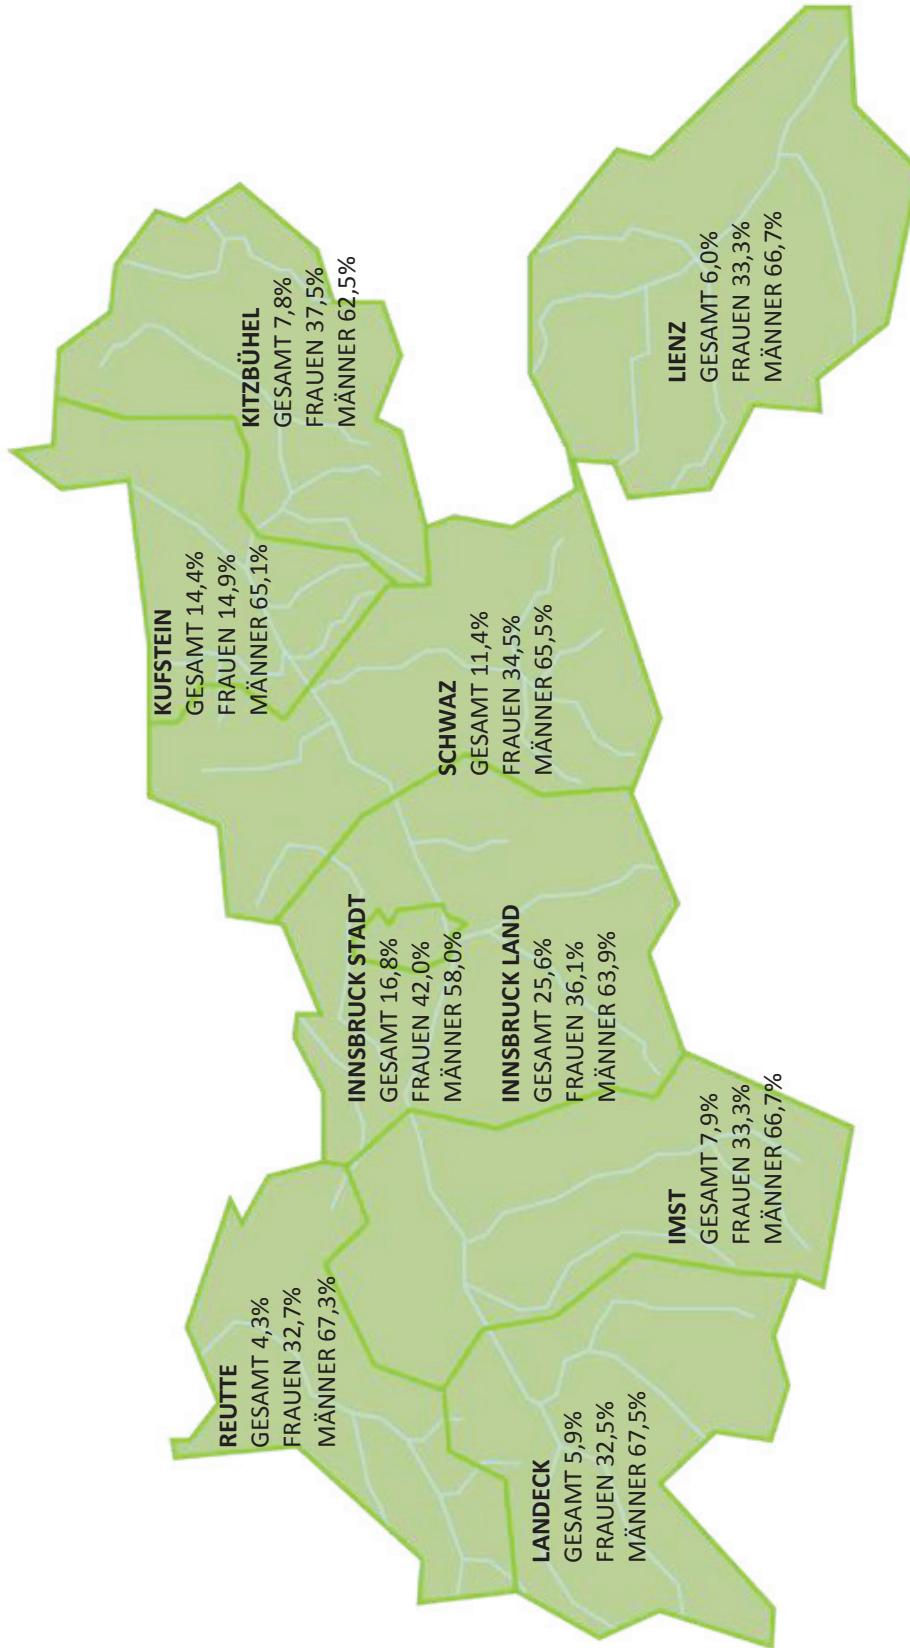 REUTTE
GESAMT 4,3%
FRAUEN 32,7%
MÄNNER 67,3%
LANDECK
GESAMT 5,9%
FRAUEN 32,5%
MÄNNER 67,5%
IMST
GESAMT 7,9%
FRAUEN 33,3%
MÄNNER 66,7%
INNSBRUCK STADT
GESAMT 16,8%
FRAUEN 42,0%
MÄNNER 58,0%
INNSBRUCK LAND
GESAMT 25,6%
FRAUEN 36,1%
MÄNNER 63,9%
SCHWAZ
GESAMT 11,4%
FRAUEN 34,5%
MÄNNER 65,5%
KUFSTEIN
GESAMT 14,4%
FRAUEN 14,9%
MÄNNER 65,1%
KITZBÜHEL
GESAMT 7,8%
FRAUEN 37,5%
MÄNNER 62,5%
LIENZ
GESAMT 6,0%
FRAUEN 33,3%
MÄNNER 66,7%